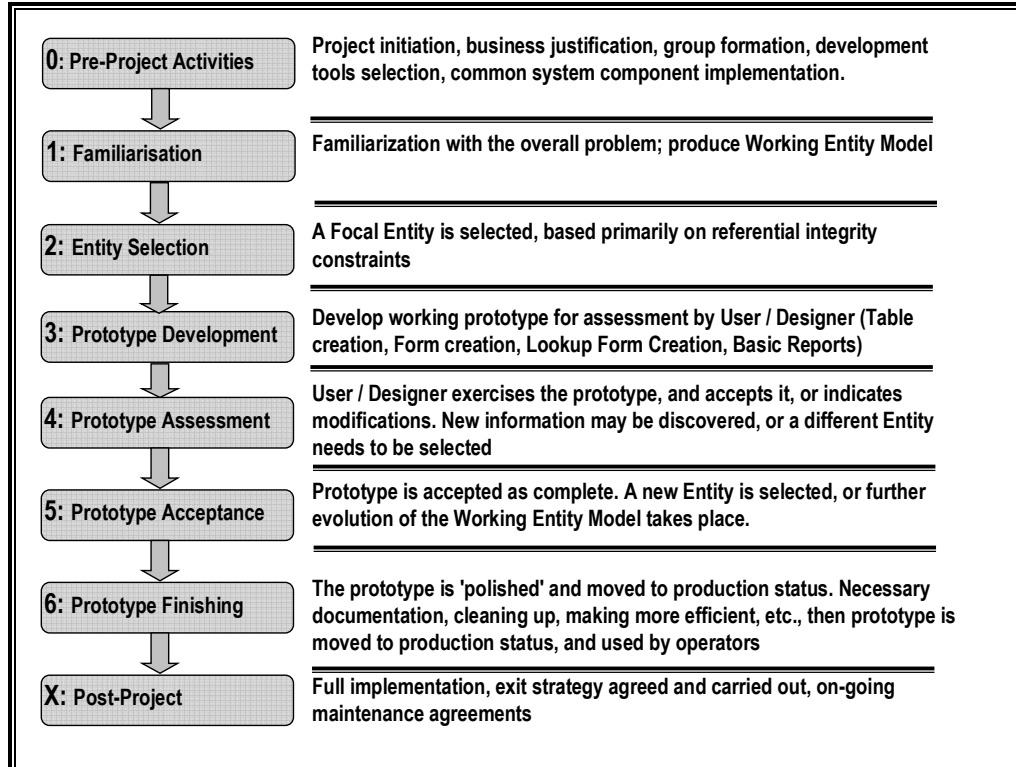 0: Pre-Project Activities
Project initiation, business justification, group formation, development
tools selection, common system component implementation.
1: Familiarisation
Familiarization with the overall problem; produce Working Entity Model
2: Entity Selection
A Focal Entity is selected, based primarily on referential integrity
constraints
3: Prototype Development
Develop working prototype for assessment by User / Designer (Table
creation, Form creation, Lookup Form Creation, Basic Reports)
4: Prototype Assessment
User / Designer exercises the prototype, and accepts it, or indicates
modifications. New information may be discovered, or a different Entity
needs to be selected
5: Prototype Acceptance
Prototype is accepted as complete. A new Entity is selected, or further
evolution of the Working Entity Model takes place.
6: Prototype Finishing
The prototype is 'polished' and moved to production status. Necessary
documentation, cleaning up, making more efficient, etc., then prototype is
moved to production status, and used by operators
X: Post-Project
Full implementation, exit strategy agreed and carried out, on-going
maintenance agreements